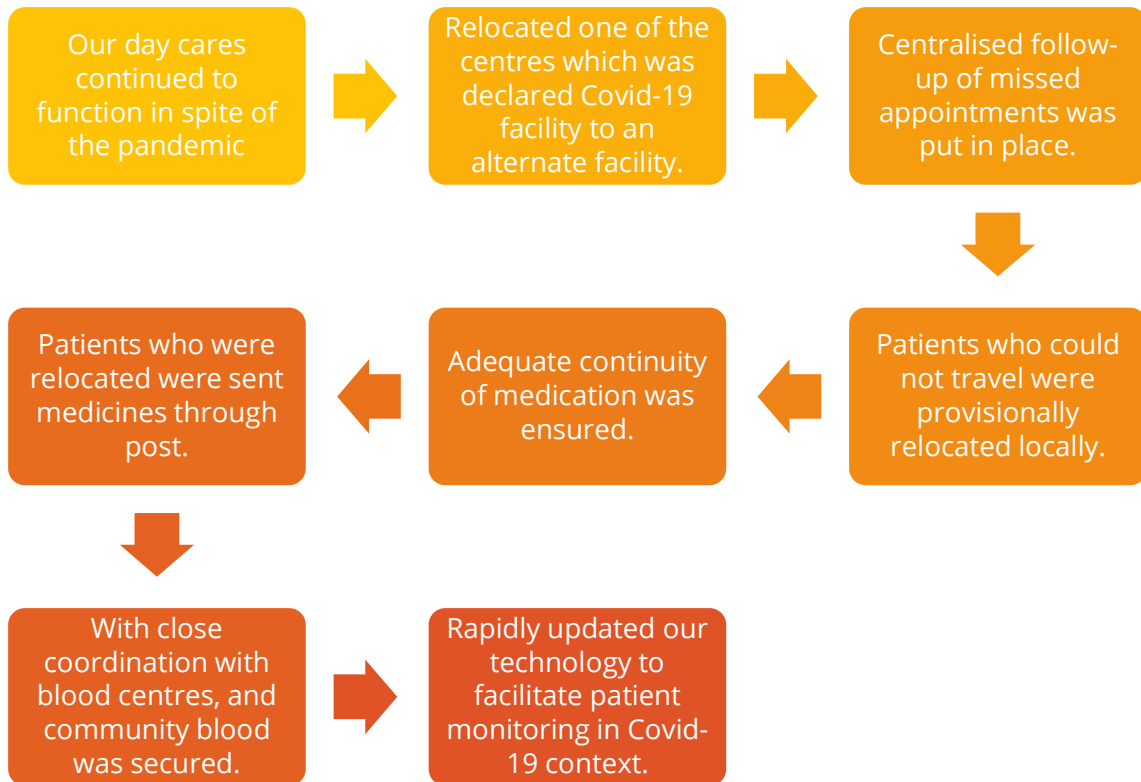 Our day cares
continued to
function in spite of
the pandemic
Relocated one of the
centres which was
declared Covid-19
facility to an
alternate facility.
Centralised follow-
up of missed
appointments was
put in place.
Patients who could
not travel were
provisionally
relocated locally.
Adequate continuity
of medication was
ensured.
Patients who were
relocated were sent
medicines through
post.
With close
coordination with
blood centres, and
community blood
was secured.
Rapidly updated our
technology to
facilitate patient
monitoring in Covid-
19 context.